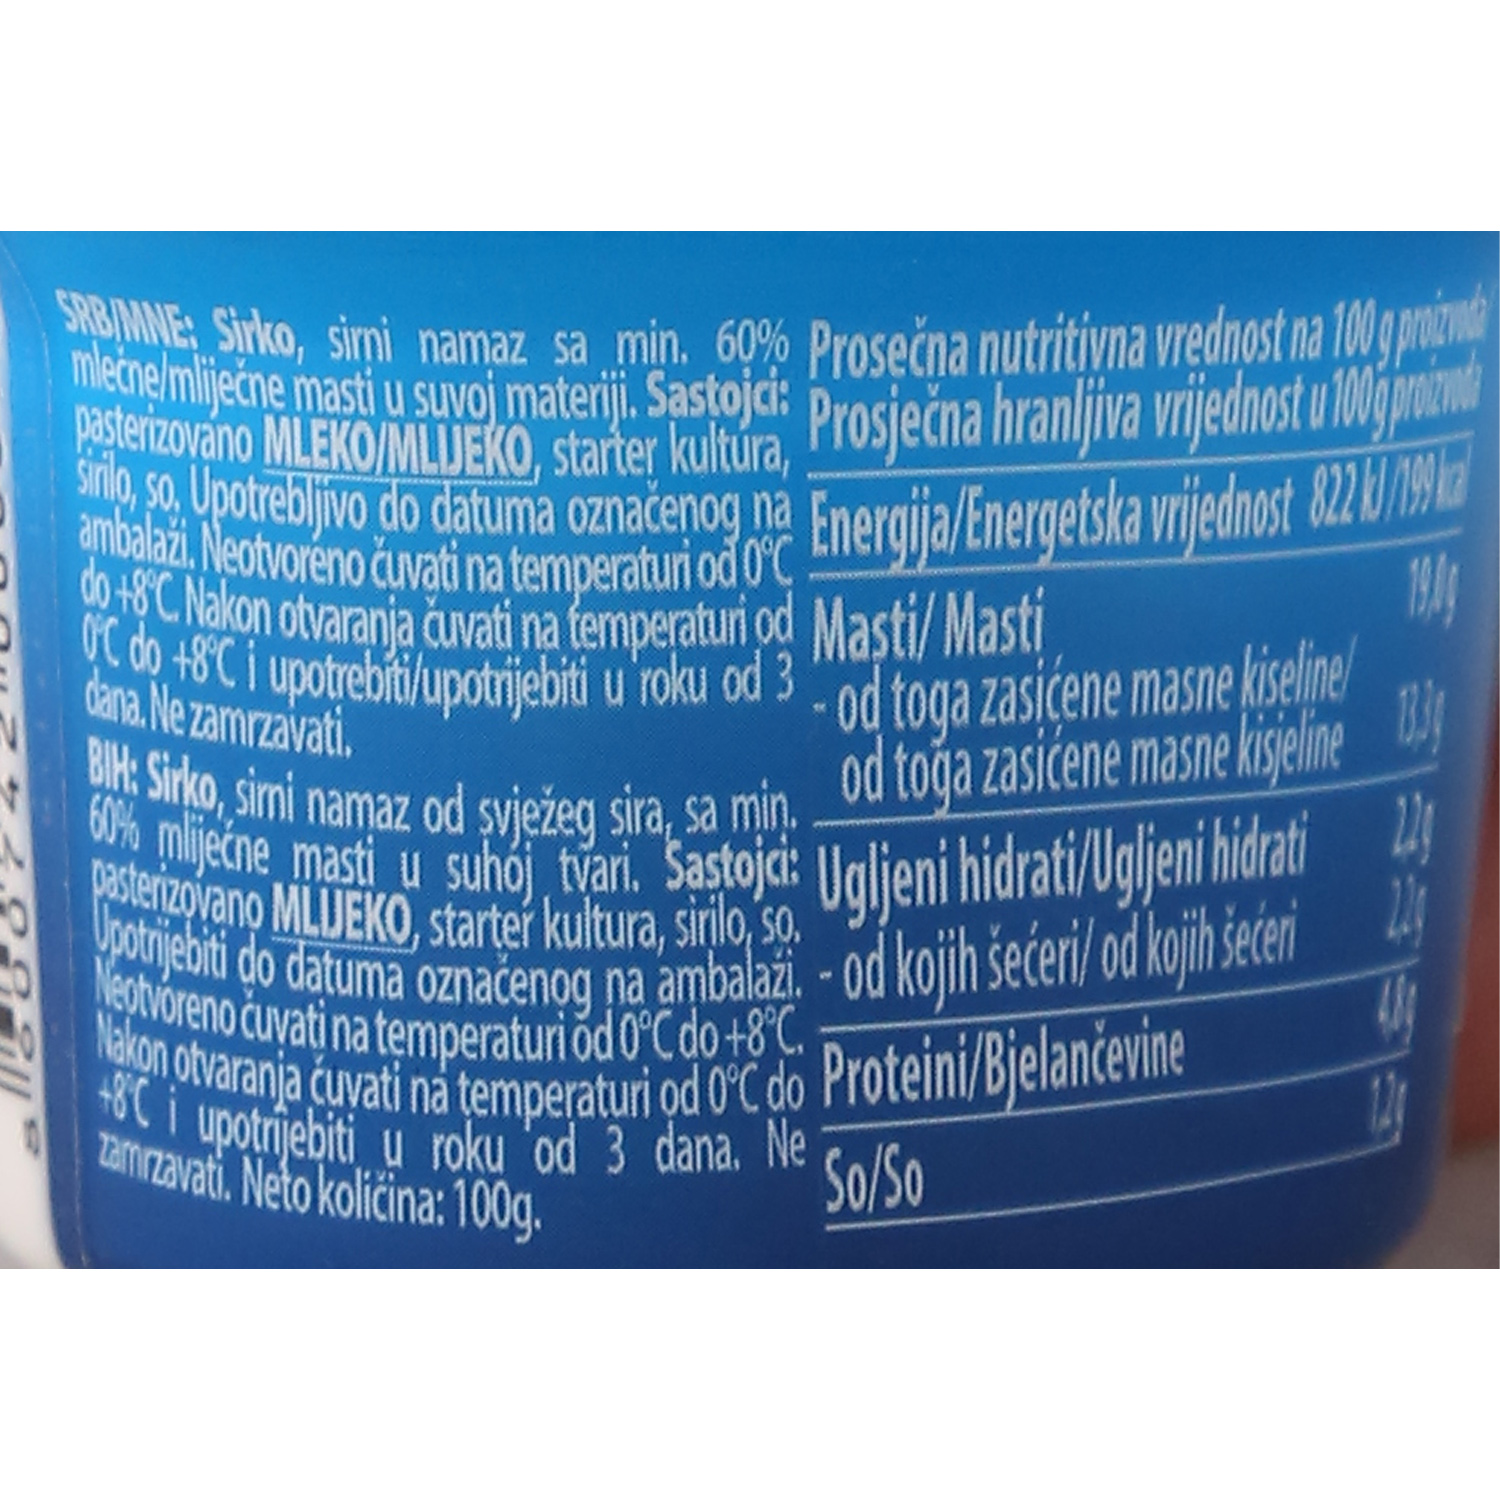 SRB/MNE: Sirko, sirni namaz sa min. 60%
mlečne/mliječne masti u suvoj materiji. Sastojci:
pasterizovano MLEKO/MLIJEKO, starter kultura,
sirilo, so. Upotrebljivo do datuma označenog na
ambalaži. Neotvoreno čuvati na temperaturi od 0°C
do +8°C. Nakon otvaranja čuvati na temperaturi od
0°C do +8°C i upotrebiti/upotrijebiti u roku od 3
dana. Ne zamrzavati.
BIH: Sirko, sirni namaz od svježeg sira, sa min.
60% mliječne masti u suhoj tvari. Sastojci:
pasterizovano MLIJEKO, starter kultura, sirilo, so.
Upotrijebiti do datuma označenog na ambalaži.
Neotvoreno čuvati na temperaturi od 0°C do +8°C.
Nakon otvaranja čuvati na temperaturi od 0°C do
+8°C i upotrijebiti u roku od 3 dana. Ne
zamrzavati. Neto količina: 100g.
Prosečna nutritivna vrednost na 100 g proizvoda
Prosječna hranljiva vrijednost u 100g proizvoda
Energija/Energetska vrijednost 822 kJ /199 kcal
Masti/ Masti 19,0g
- od toga zasićene masne kiseline/
od toga zasićene masne kisjeline 13,3 g
Ugljeni hidrati/Ugljeni hidrati 2,2g
- od kojih šećeri/ od kojih šećeri 2,2g
Proteini/Bjelančevine 4,8g
So/So 1,2g